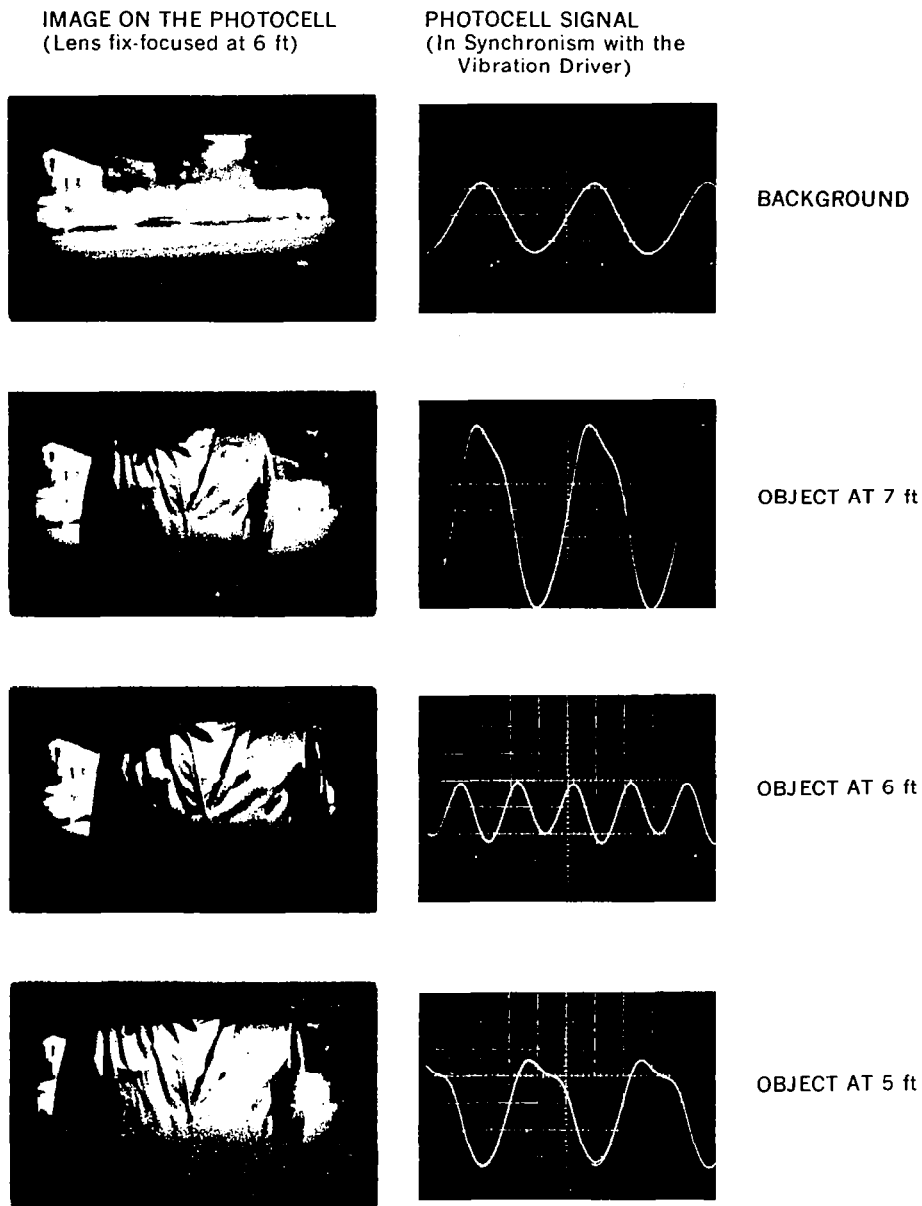 IMAGE ON THE PHOTOCELL
(Lens fix-focused at 6 ft)
PHOTOCELL SIGNAL
(In Synchronism with the
Vibration Driver)
BACKGROUND
OBJECT AT 7 ft
OBJECT AT 6 ft
OBJECT AT 5 ft